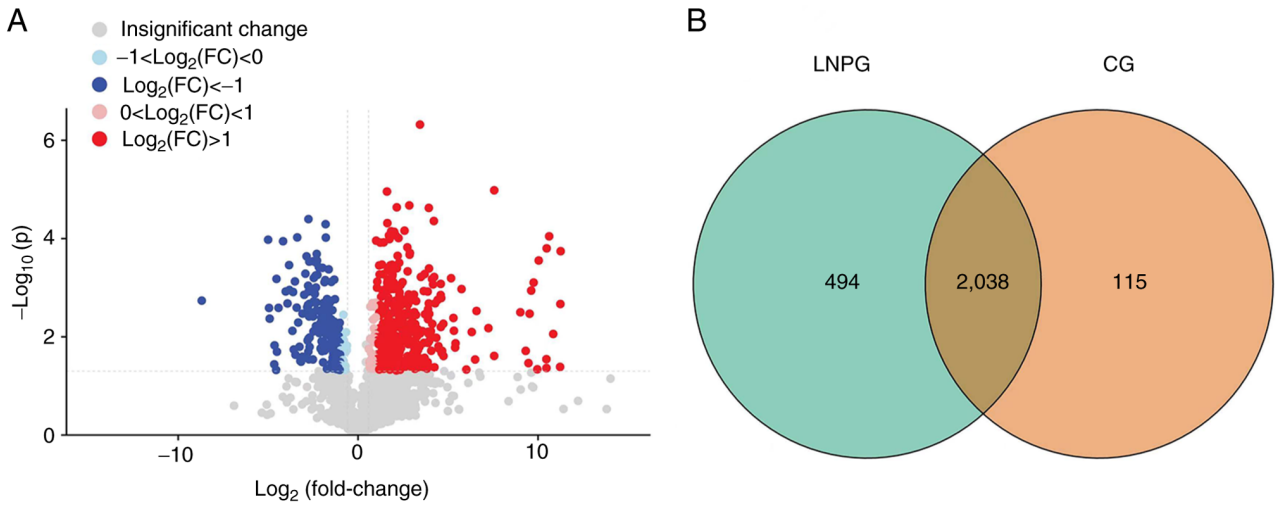 A
Insignificant change
−1<Log₂(FC)<0
Log₂(FC)<−1
0<Log₂(FC)<1
Log₂(FC)>1
6
4
2
0
−Log₁₀ (p)
−10
0
10
Log₂ (fold-change)
B
LNPG
CG
494
2,038
115